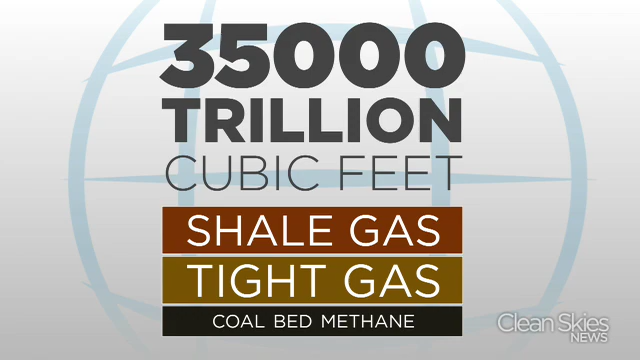 35000
TRILLION
CUBIC FEET
SHALE GAS
TIGHT GAS
COAL BED METHANE
Clean Skies
NEWS